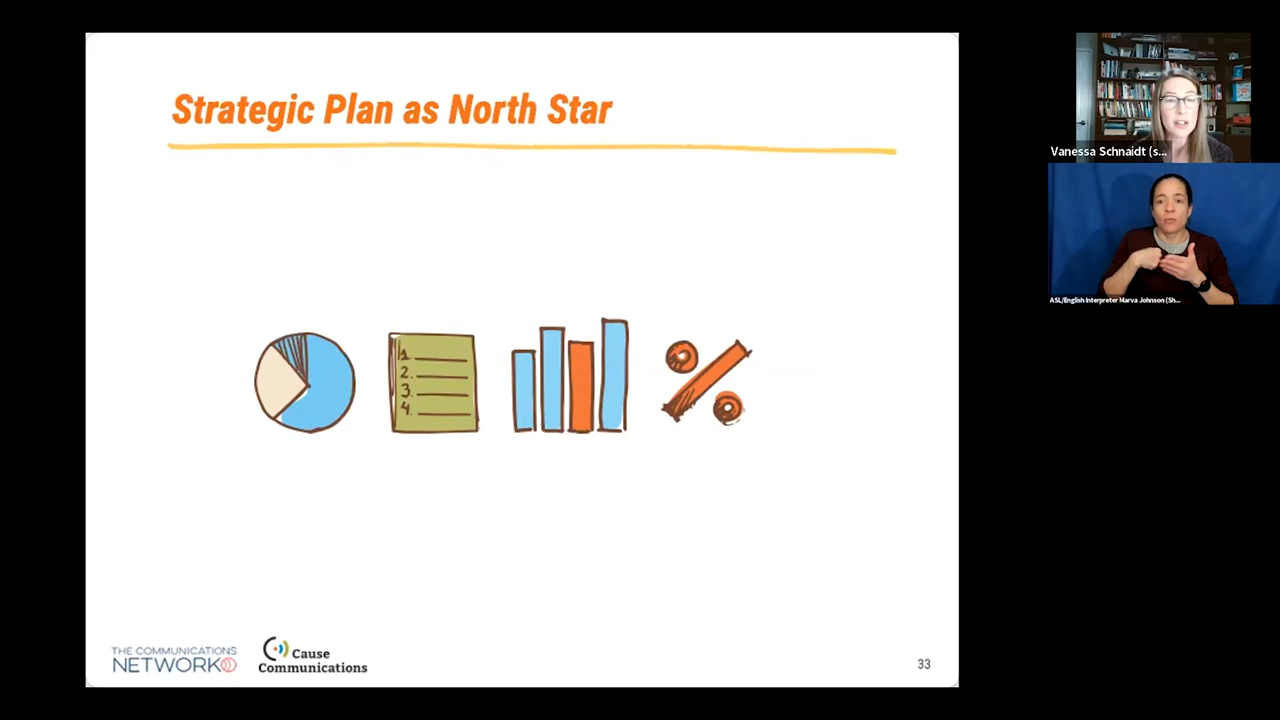 Strategic Plan as North Star
1.
2.
3.
4.
THE COMMUNICATIONS
NETWORK
Cause
Communications
33
Vanessa Schnaidt (s...
ASL/English Interpreter Marva Johnson (Sh...